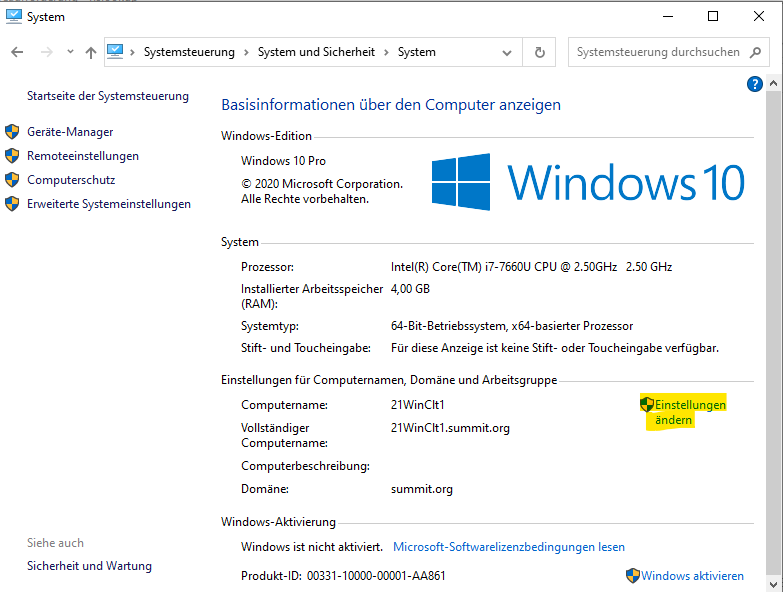 System
Systemsteuerung > System und Sicherheit > System
Systemsteuerung durchsuchen
?
Startseite der Systemsteuerung
Geräte-Manager
Remoteeinstellungen
Computerschutz
Erweiterte Systemeinstellungen
Basisinformationen über den Computer anzeigen
Windows-Edition
Windows 10 Pro
© 2020 Microsoft Corporation.
Alle Rechte vorbehalten.
Windows 10
System
Prozessor: Intel(R) Core(TM) i7-7660U CPU @ 2.50GHz 2.50 GHz
Installierter Arbeitsspeicher 4,00 GB
(RAM):
Systemtyp: 64-Bit-Betriebssystem, x64-basierter Prozessor
Stift- und Toucheingabe: Für diese Anzeige ist keine Stift- oder Toucheingabe verfügbar.
Einstellungen für Computernamen, Domäne und Arbeitsgruppe
Computername: 21WinClt1 Einstellungen
ändern
Vollständiger 21WinClt1.summit.org
Computername:
Computerbeschreibung:
Domäne: summit.org
Windows-Aktivierung
Windows ist nicht aktiviert. Microsoft-Softwarelizenzbedingungen lesen
Produkt-ID: 00331-10000-00001-AA861 Windows aktivieren
Siehe auch
Sicherheit und Wartung